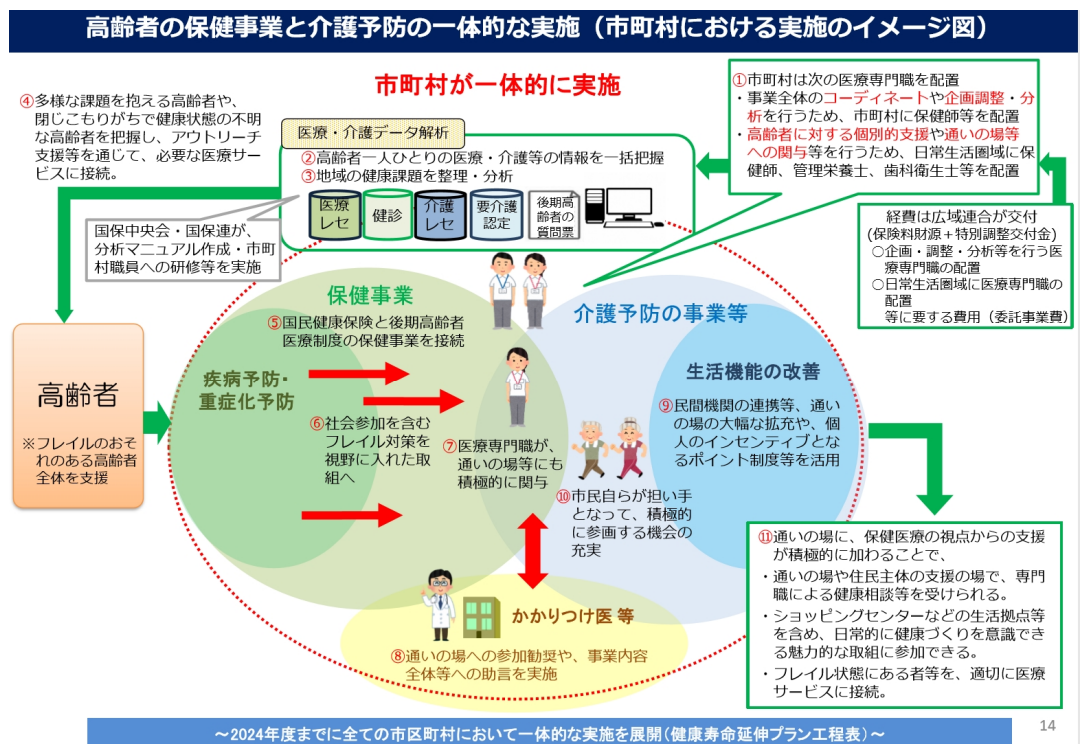 高齢者の保健事業と介護予防の一体的な実施（市町村における実施のイメージ図）
市町村が一体的に実施
①市町村は次の医療専門職を配置
・事業全体のコーディネートや企画調整・分
析を行うため、市町村に保健師等を配置
・高齢者に対する個別的支援や通いの場等
への関与等を行うため、日常生活圏域に保
健師、管理栄養士、歯科衛生士等を配置
④多様な課題を抱える高齢者や、
閉じこもりがちで健康状態の不明
な高齢者を把握し、アウトリーチ
支援等を通じて、必要な医療サー
ビスに接続。
医療・介護データ解析
②高齢者一人ひとりの医療・介護等の情報を一括把握
③地域の健康課題を整理・分析
医療
レセ
健診
介護
レセ
要介護
認定
後期高
齢者の
質問票
国保中央会・国保連が、
分析マニュアル作成・市町
村職員への研修等を実施
経費は広域連合が交付
(保険料財源＋特別調整交付金)
○企画・調整・分析等を行う医
療専門職の配置
○日常生活圏域に医療専門職の
配置
等に要する費用（委託事業費）
保健事業
⑤国民健康保険と後期高齢者
医療制度の保健事業を接続
介護予防の事業等
疾病予防・
重症化予防
生活機能の改善
高齢者
※フレイルのおそ
れのある高齢者
全体を支援
⑥社会参加を含む
フレイル対策を
視野に入れた取
組へ
⑦医療専門職が、
通いの場等にも
積極的に関与
⑨民間機関の連携等、通い
の場の大幅な拡充や、個
人のインセンティブとな
るポイント制度等を活用
⑩市民自らが担い手
となって、積極的
に参画する機会の
充実
かかりつけ医 等
⑧通いの場への参加勧奨や、事業内容
全体等への助言を実施
⑪通いの場に、保健医療の視点からの支援
が積極的に加わることで、
・通いの場や住民主体の支援の場で、専門
職による健康相談等を受けられる。
・ショッピングセンターなどの生活拠点等
を含め、日常的に健康づくりを意識でき
る魅力的な取組に参加できる。
・フレイル状態にある者等を、適切に医療
サービスに接続。
～2024年度までに全ての市区町村において一体的な実施を展開（健康寿命延伸プラン工程表）～
14